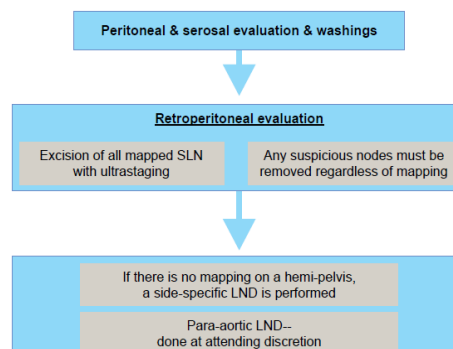 Peritoneal & serosal evaluation & washings
Retroperitoneal evaluation
Excision of all mapped SLN
with ultrastaging
Any suspicious nodes must be
removed regardless of mapping
If there is no mapping on a hemi-pelvis,
a side-specific LND is performed
Para-aortic LND--
done at attending discretion